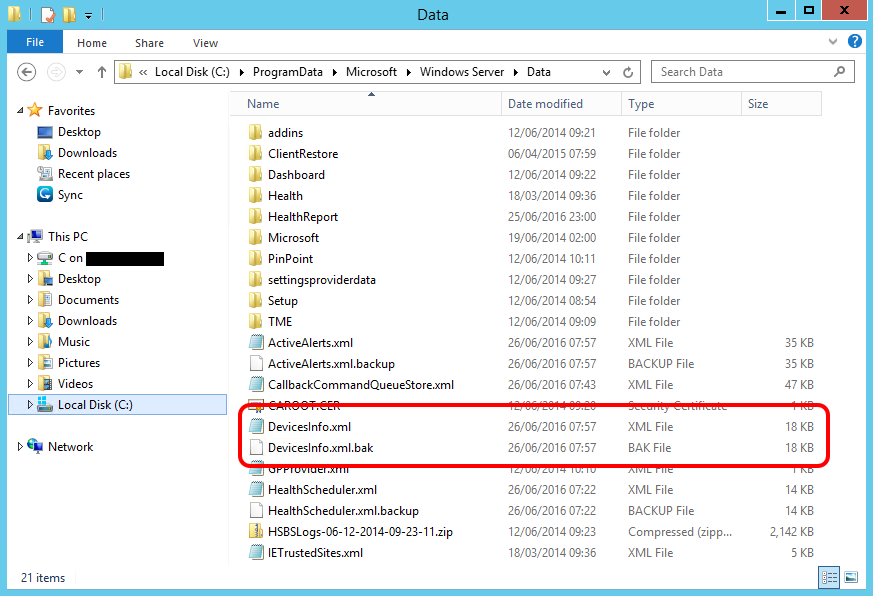 Data
File Home Share View
« Local Disk (C:) ProgramData Microsoft Windows Server Data
Search Data
Favorites
Desktop
Downloads
Recent places
Sync
This PC
C on
Desktop
Documents
Downloads
Music
Pictures
Videos
Local Disk (C:)
Network
Name Date modified Type Size
addins 12/06/2014 09:21 File folder
ClientRestore 06/04/2015 07:59 File folder
Dashboard 12/06/2014 09:22 File folder
Health 18/03/2014 09:36 File folder
HealthReport 25/06/2016 23:00 File folder
Microsoft 19/06/2014 02:00 File folder
PinPoint 12/06/2014 10:11 File folder
settingsproviderdata 12/06/2014 09:27 File folder
Setup 12/06/2014 08:54 File folder
TME 12/06/2014 09:09 File folder
ActiveAlerts.xml 26/06/2016 07:57 XML File 35 KB
ActiveAlerts.xml.backup 26/06/2016 07:57 BACKUP File 35 KB
CallbackCommandQueueStore.xml 26/06/2016 07:43 XML File 47 KB
CAROOT.CER 12/06/2014 09:20 Security Certificate 1 KB
DevicesInfo.xml 26/06/2016 07:57 XML File 18 KB
DevicesInfo.xml.bak 26/06/2016 07:57 BAK File 18 KB
GPProvider.xml 12/06/2014 10:10 XML File 1 KB
HealthScheduler.xml 26/06/2016 07:22 XML File 14 KB
HealthScheduler.xml.backup 26/06/2016 07:22 BACKUP File 14 KB
HSBSLogs-06-12-2014-09-23-11.zip 12/06/2014 09:23 Compressed (zipp... 2,142 KB
IETrustedSites.xml 18/03/2014 09:36 XML File 5 KB
21 items